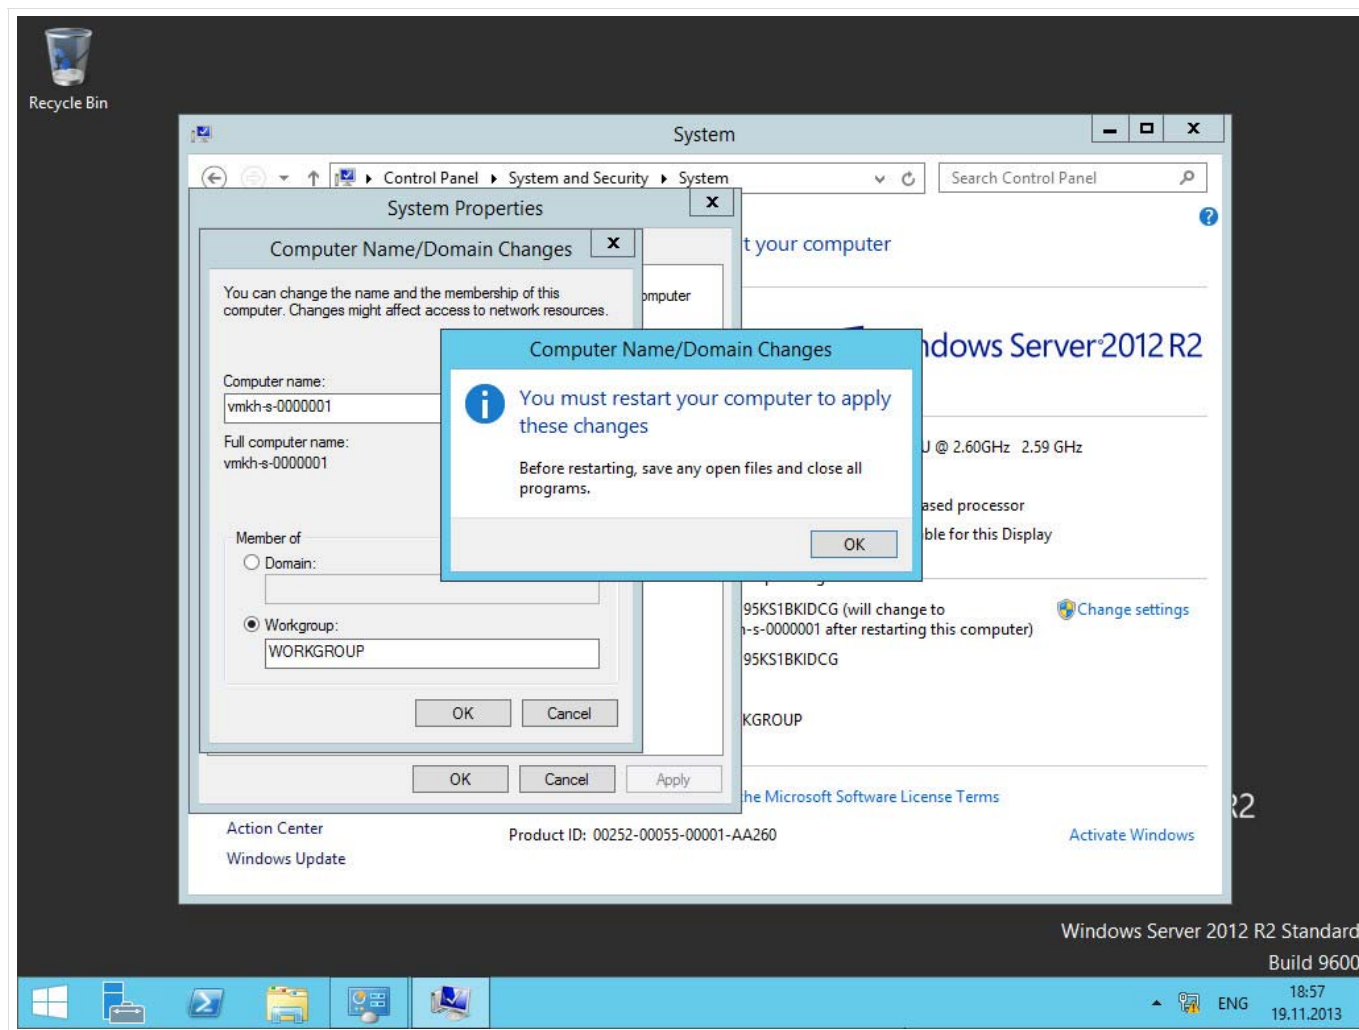 Recycle Bin
System
Control Panel System and Security System
Search Control Panel
System Properties
Computer Name/Domain Changes
t your computer
You can change the name and the membership of this
computer. Changes might affect access to network resources.
omputer
ndows Server 2012 R2
Computer Name/Domain Changes
You must restart your computer to apply
these changes
Before restarting, save any open files and close all
programs.
OK
Computer name:
vmkh-s-0000001
Full computer name:
vmkh-s-0000001
U @ 2.60GHz 2.59 GHz
ased processor
ble for this Display
Member of
Domain:
Workgroup:
WORKGROUP
95KS1BKIDCG (will change to
h-s-0000001 after restarting this computer)
Change settings
95KS1BKIDCG
KGROUP
OK Cancel
OK Cancel Apply
the Microsoft Software License Terms
R2
Action Center
Product ID: 00252-00055-00001-AA260
Activate Windows
Windows Update
Windows Server 2012 R2 Standard
Build 9600
ENG
18:57
19.11.2013